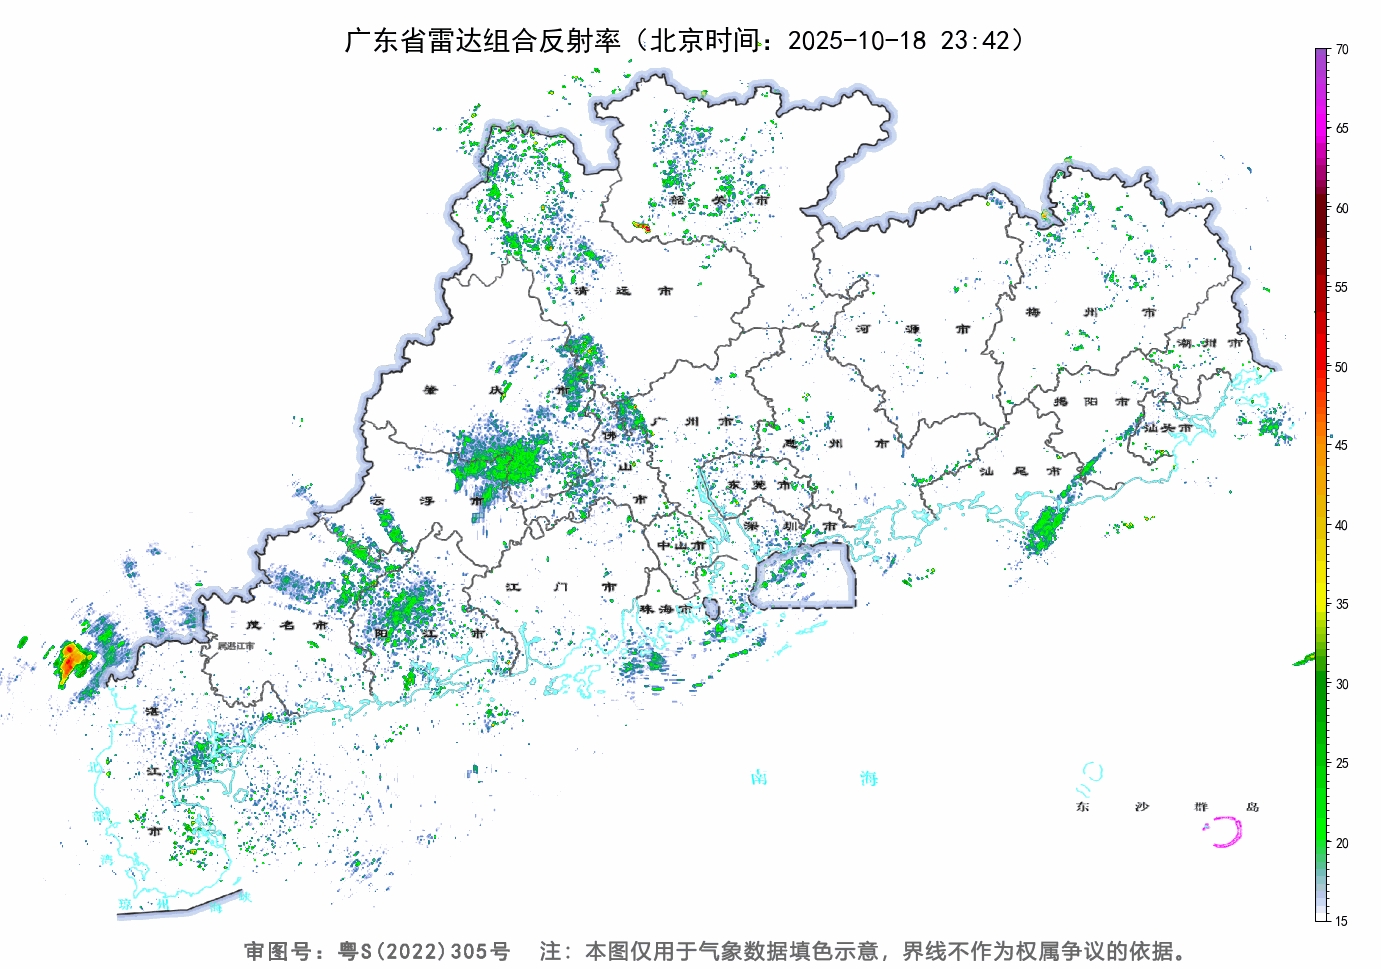 广东省雷达组合反射率（北京时间：2025-10-18 23:42）
70
65
60
55
50
45
40
35
30
25
20
15
韶关市
清远市
河源市
梅州市
潮州市
肇庆市
揭阳市
汕头市
广州市
惠州市
佛山市
东莞市
汕尾市
云浮市
深圳市
中山市
江门市
珠海市
茂名市
阳江市
属湛江市
湛江市
北部湾
南海
东沙群岛
琼州海峡
审图号：粤S(2022)305号 注：本图仅用于气象数据填色示意，界线不作为权属争议的依据。